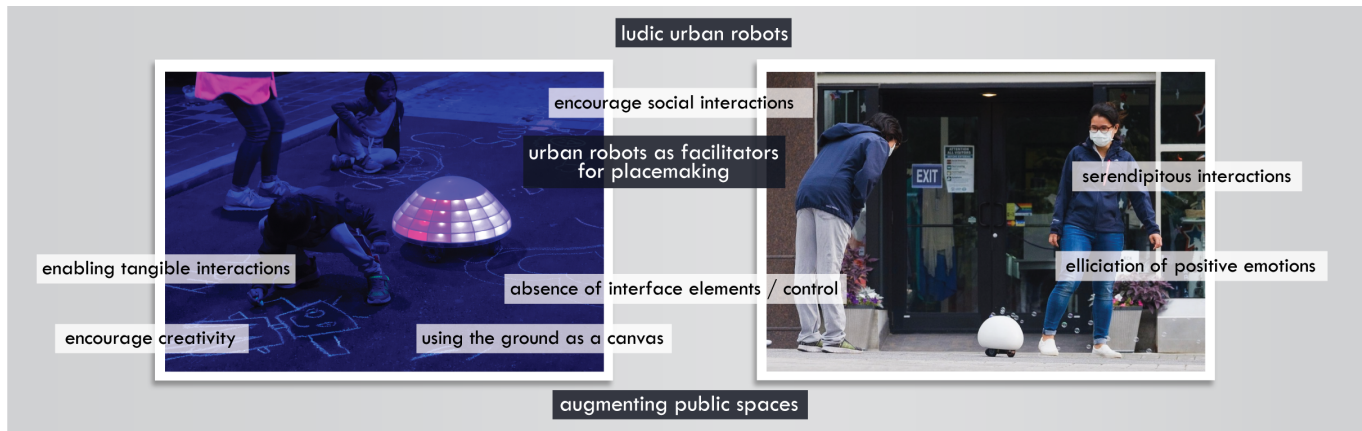 ludic urban robots
encourage social interactions
urban robots as facilitators
for placemaking
EXIT
serendipitous interactions
enabling tangible interactions
elliciation of positive emotions
absence of interface elements / control
encourage creativity
using the ground as a canvas
augmenting public spaces